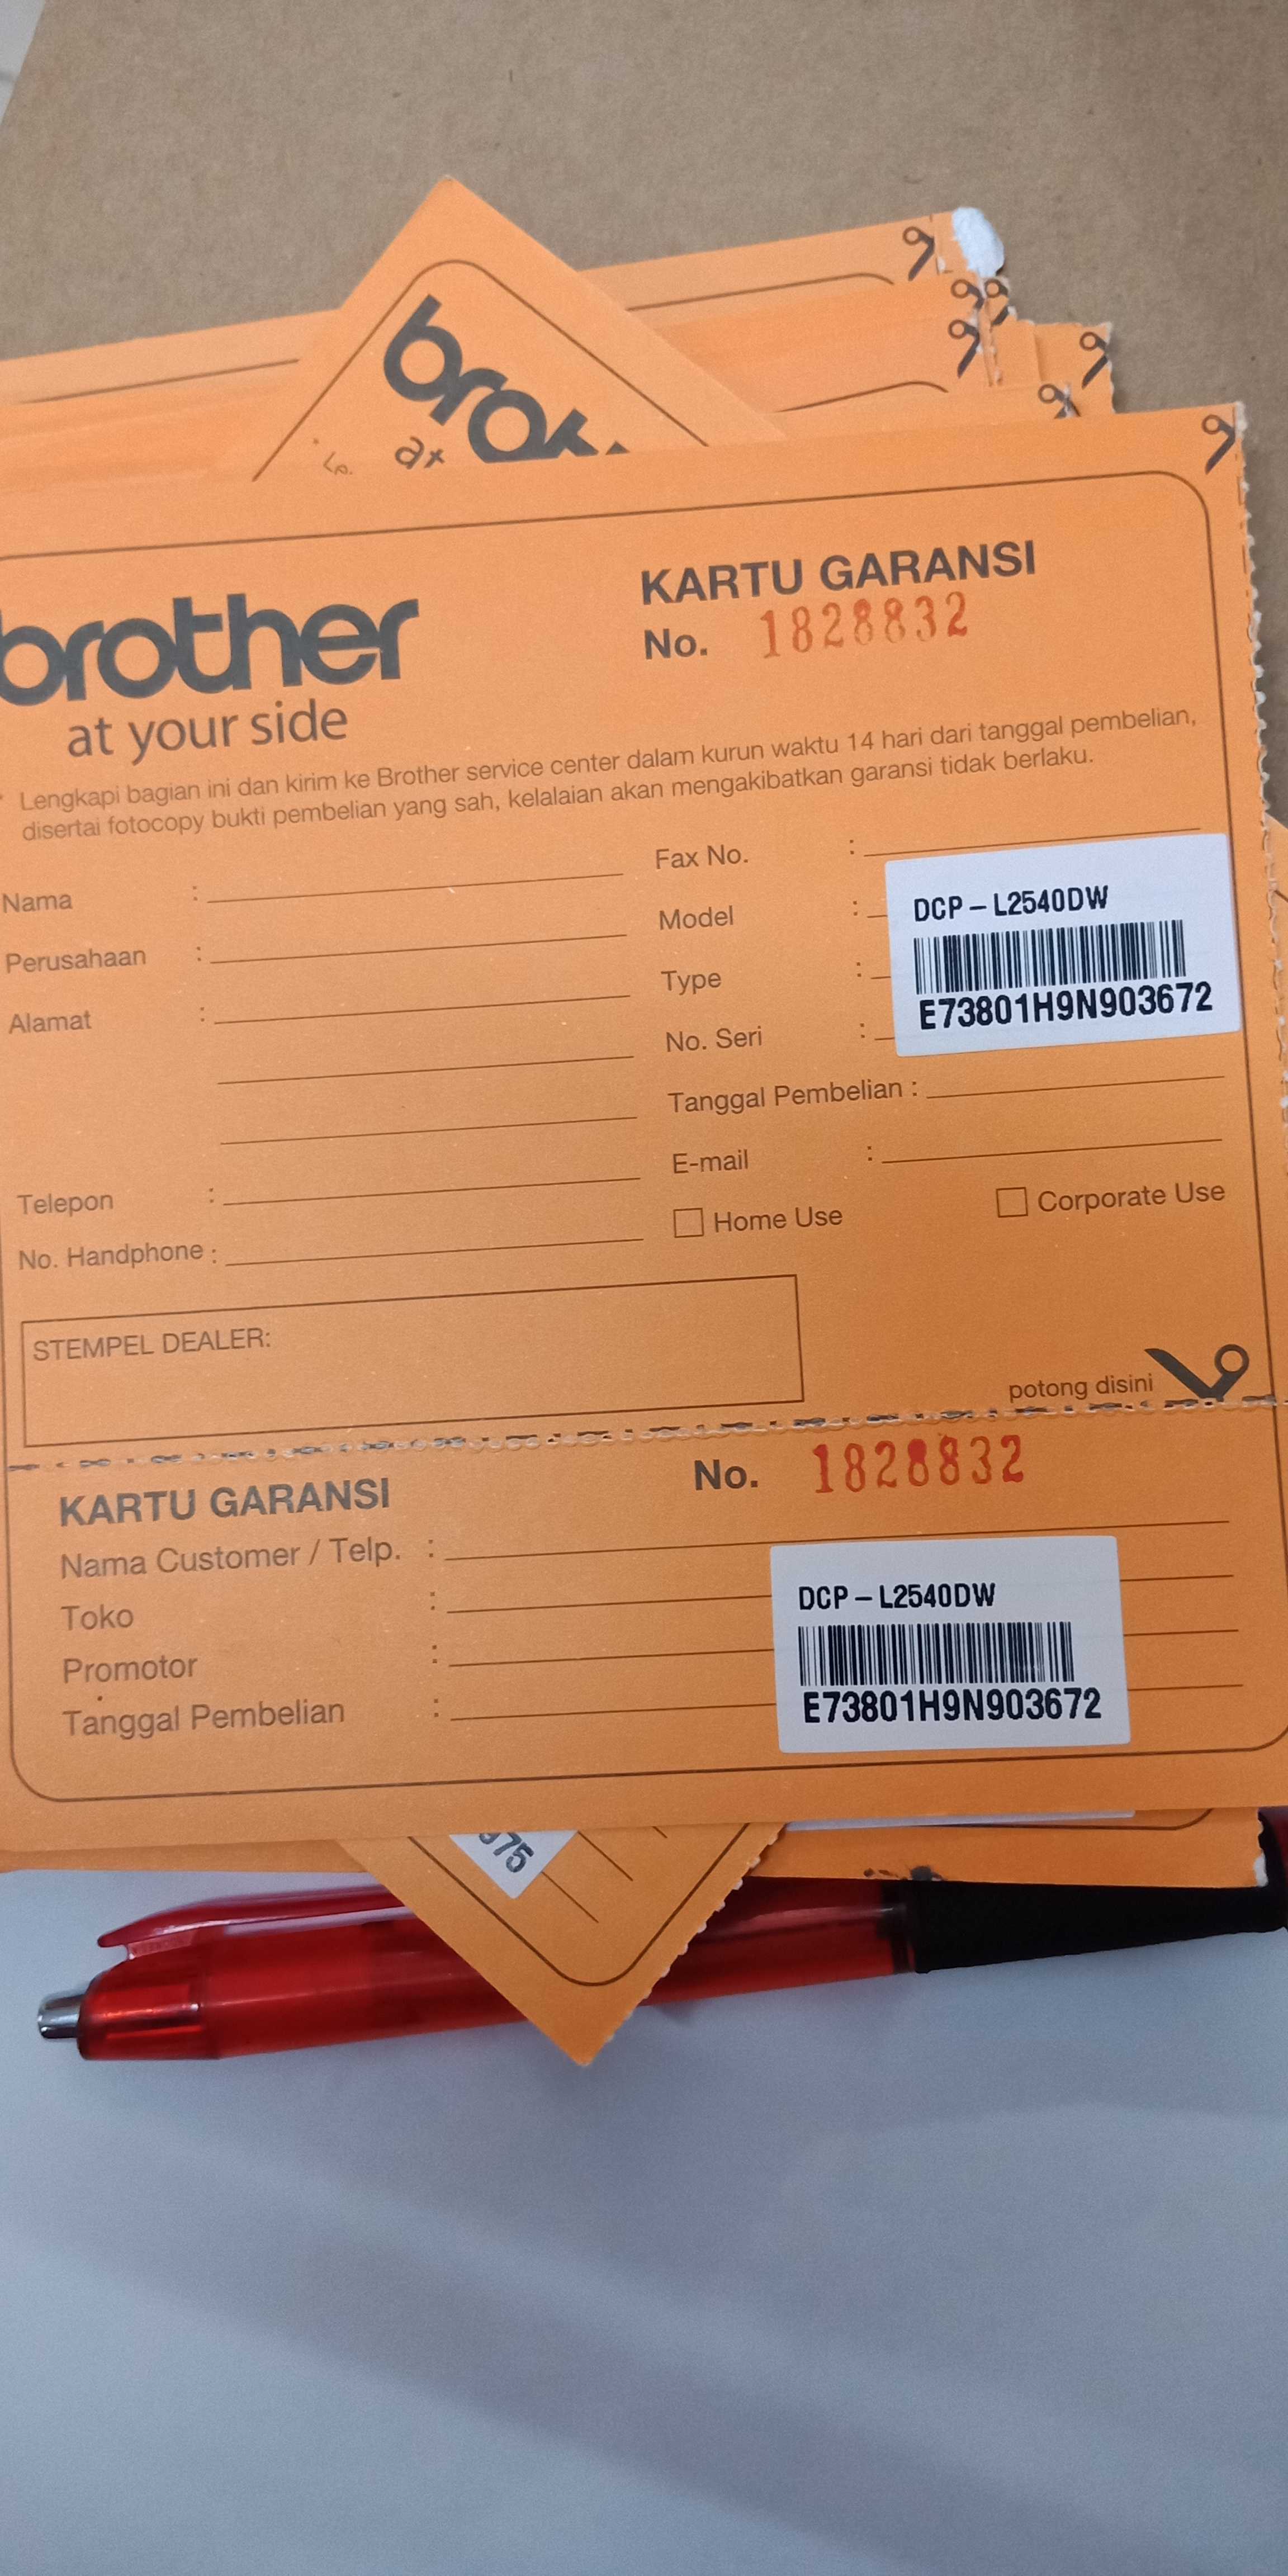 brother
at your side
KARTU GARANSI
No. 1828832
* Lengkapi bagian ini dan kirim ke Brother service center dalam kurun waktu 14 hari dari tanggal pembelian,
disertai fotocopy bukti pembelian yang sah, kelalaian akan mengakibatkan garansi tidak berlaku.
Nama :
Perusahaan :
Alamat :
Telepon :
No. Handphone :
Fax No. :
Model :
Type :
No. Seri :
DCP – L2540DW
E73801H9N903672
Tanggal Pembelian :
E-mail :
Home Use
Corporate Use
STEMPEL DEALER:
potong disini
KARTU GARANSI
No. 1828832
Nama Customer / Telp. :
Toko :
Promotor :
Tanggal Pembelian :
DCP – L2540DW
E73801H9N903672